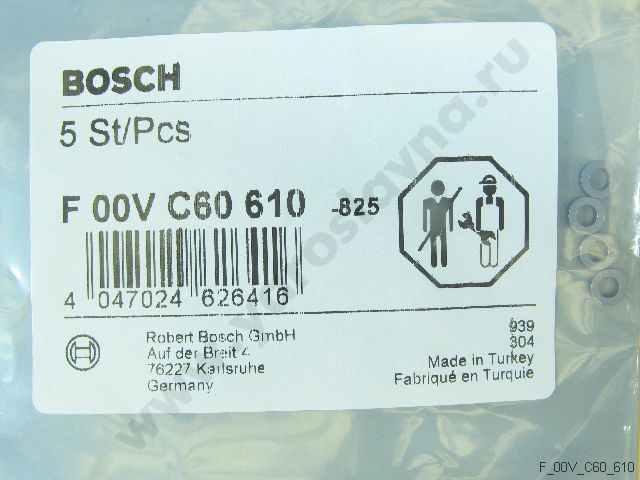 BOSCH
5 St/Pcs
F 00V C60 610 -825
4 047024 626416
Robert Bosch GmbH
Auf der Breit 4
76227 Karlsruhe
Germany
939
304
Made in Turkey
Fabriqué en Turquie
F_00V_C60_610